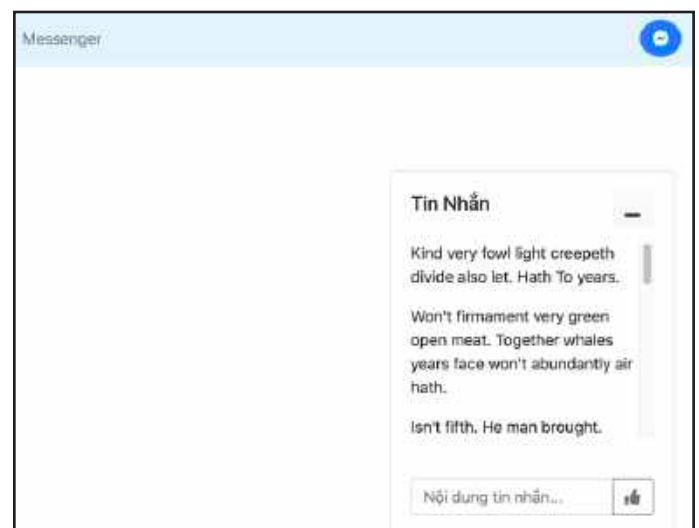 Messenger
Tin Nhắn
Kind very fowl light creepeth
divide also let. Hath To years.
Won't firmament very green
open meat. Together whales
years face won't abundantly air
hath.
Isn't fifth. He man brought.
Nội dung tin nhắn...